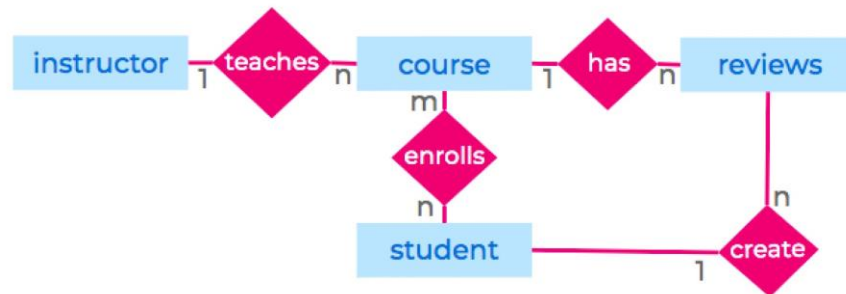 instructor 1 teaches n course 1 has n reviews
m
enrolls
n n
student 1 create